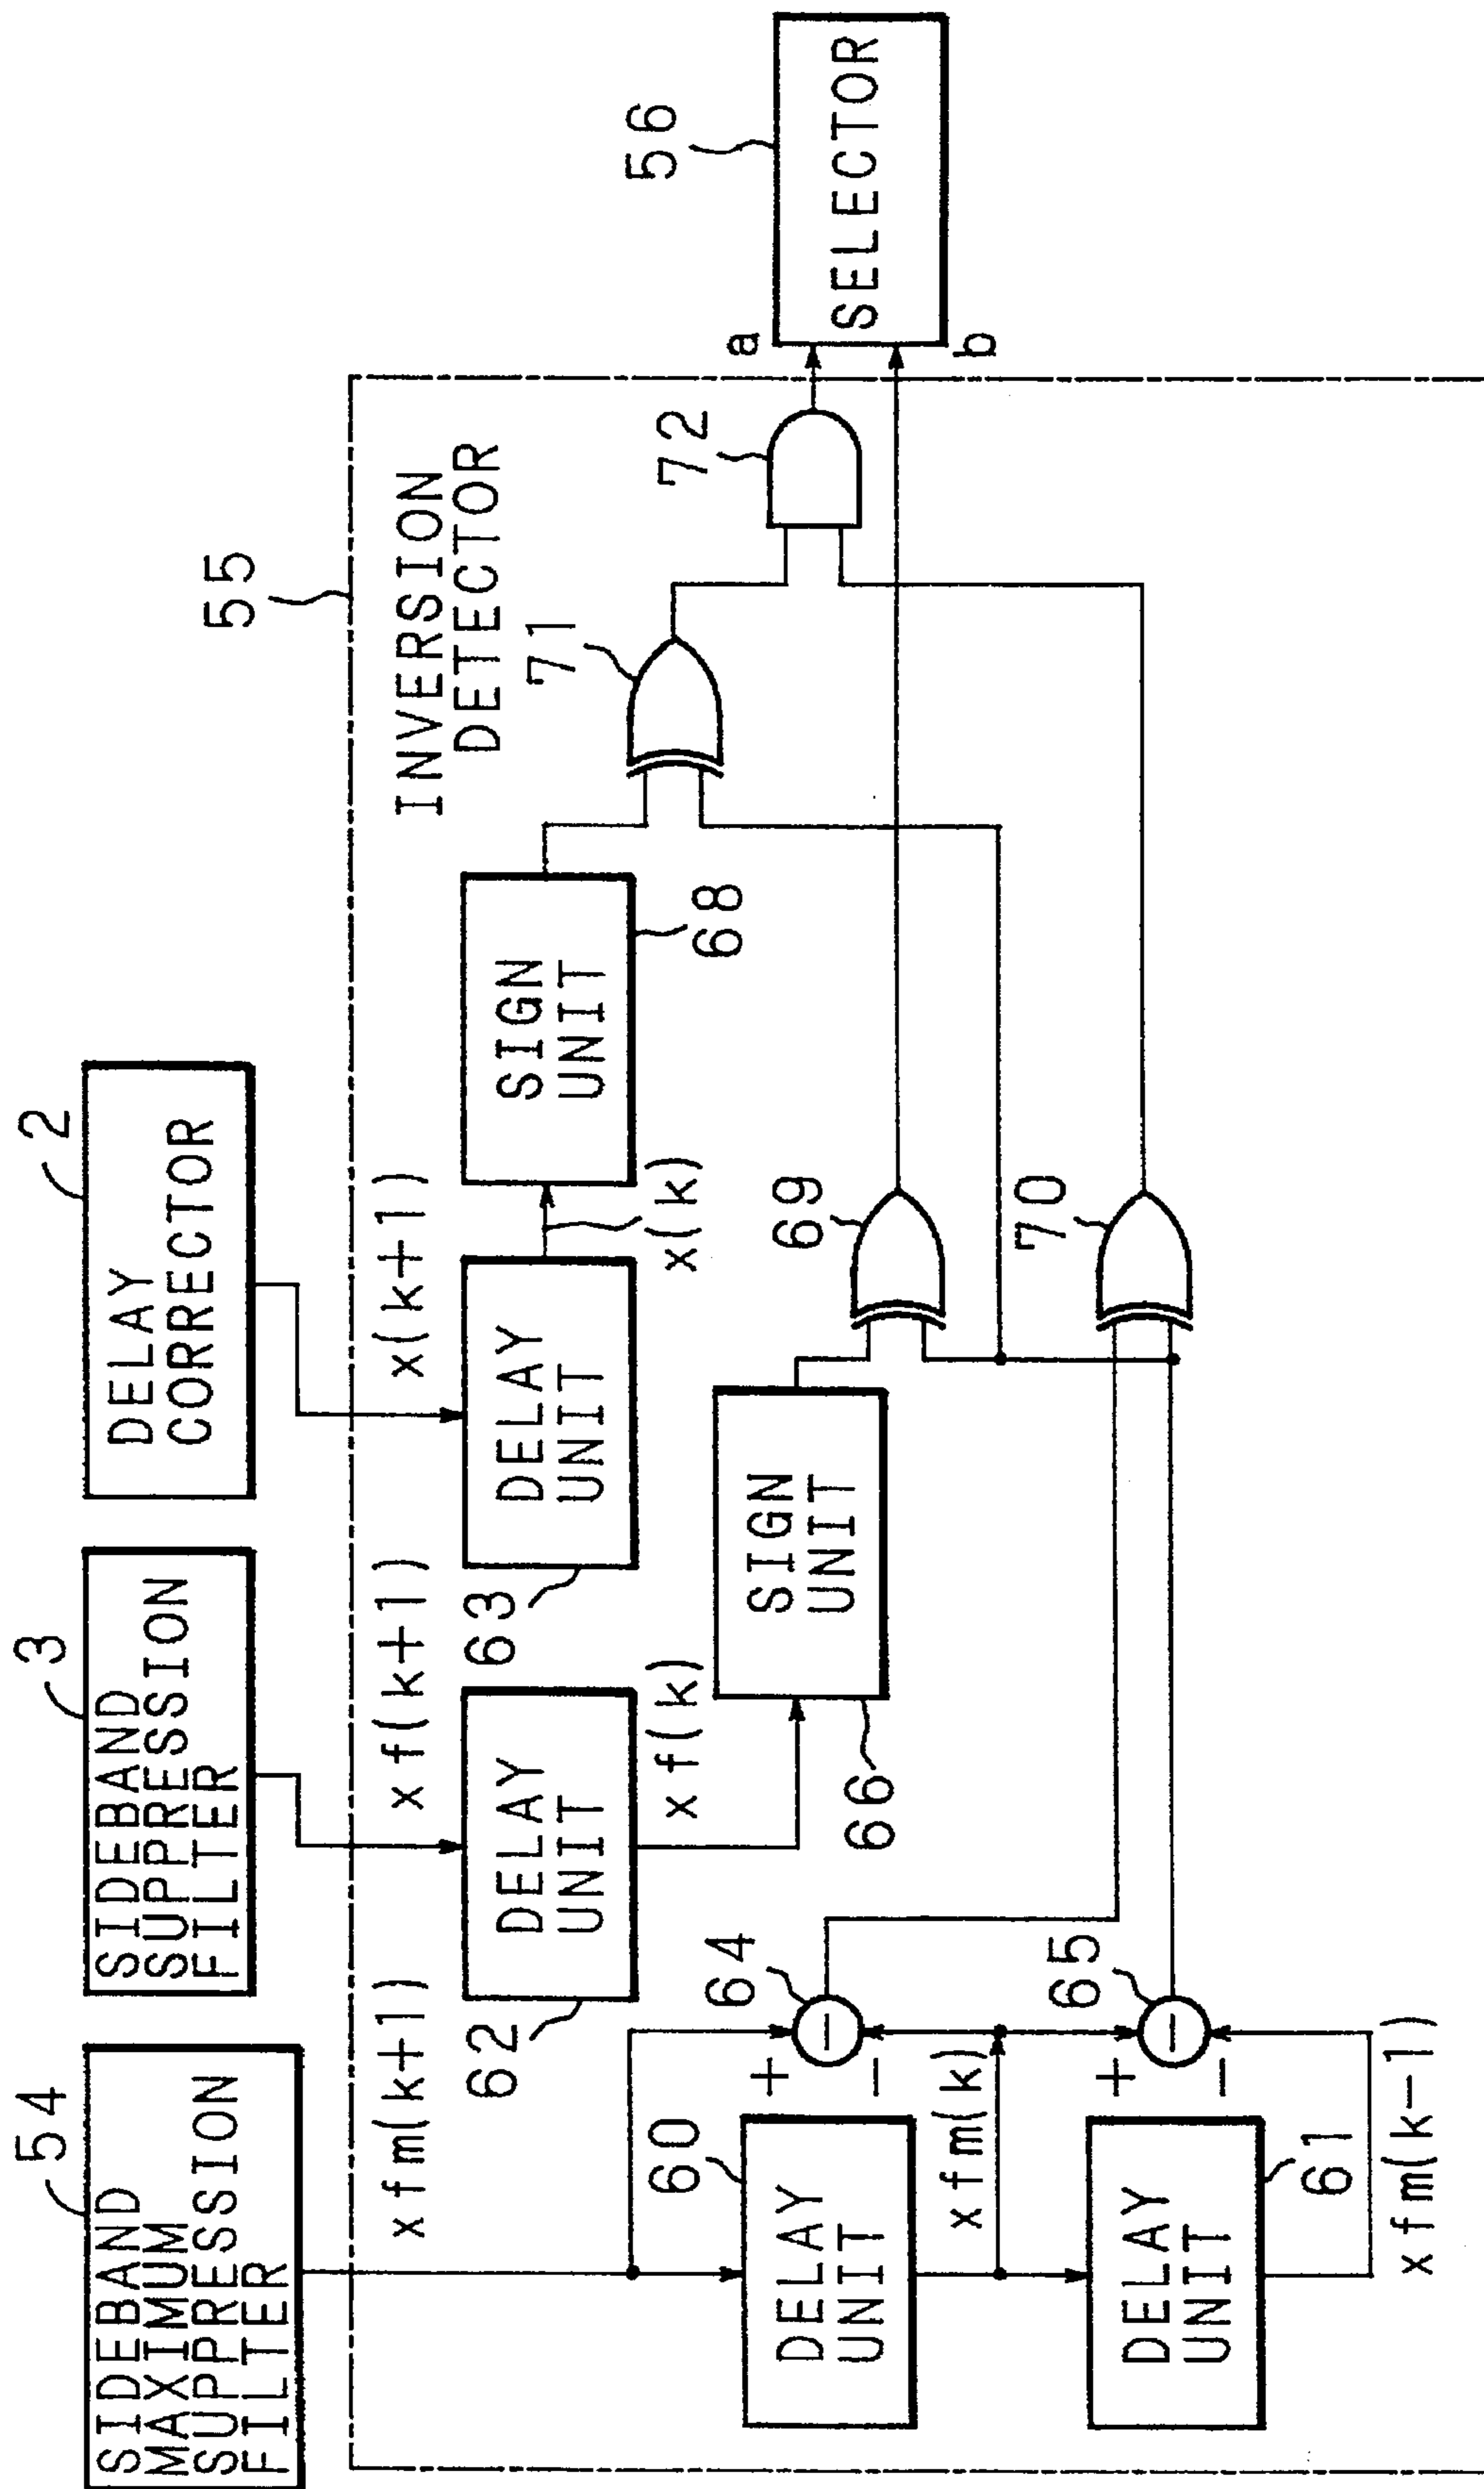 54
SIDEBAND
MAXIMUM
SUPPRESSION
FILTER
3
SIDEBAND
SUPPRESSION
FILTER
2
DELAY
CORRECTOR
55
INVERSION
DETECTOR
xfm(k+1)
xf(k+1)
x(k+1)
62
DELAY
UNIT
xf(k)
63
DELAY
UNIT
x(k)
SIGN
UNIT
68
71
72
56
SELECTOR
a
b
60
DELAY
UNIT
xfm(k)
+
−
−
64
66
SIGN
UNIT
69
61
DELAY
UNIT
xfm(k−1)
+
−
−
65
70